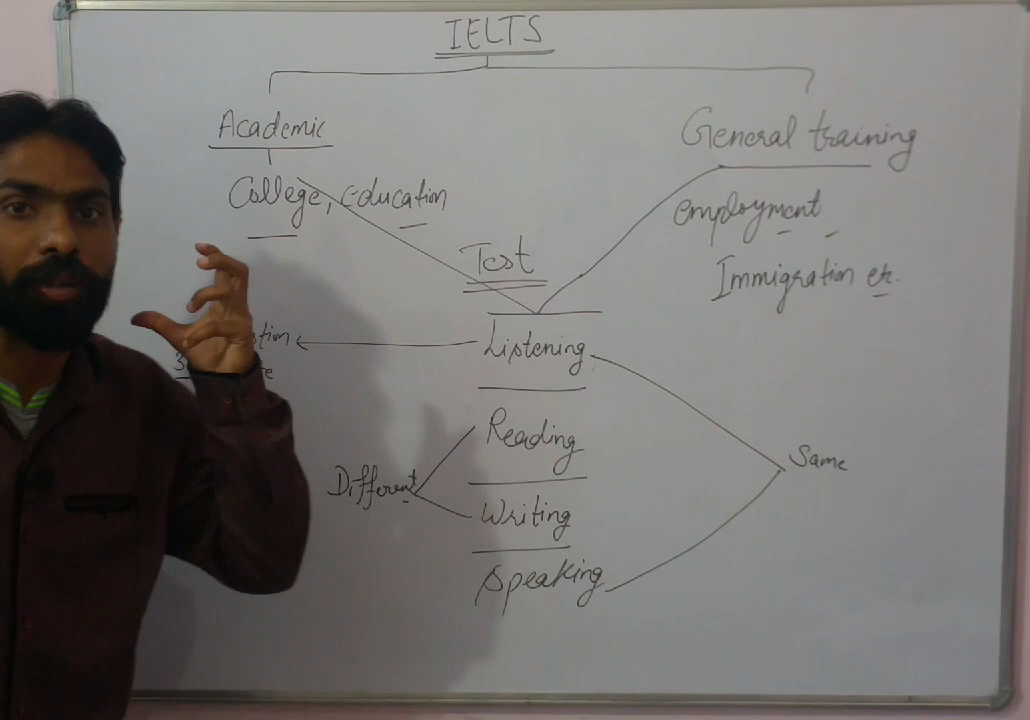 IELTS
Academic
General training
College, Education
employment
Test
Immigration etc.
Listening
Reading
Same
Different
Writing
Speaking